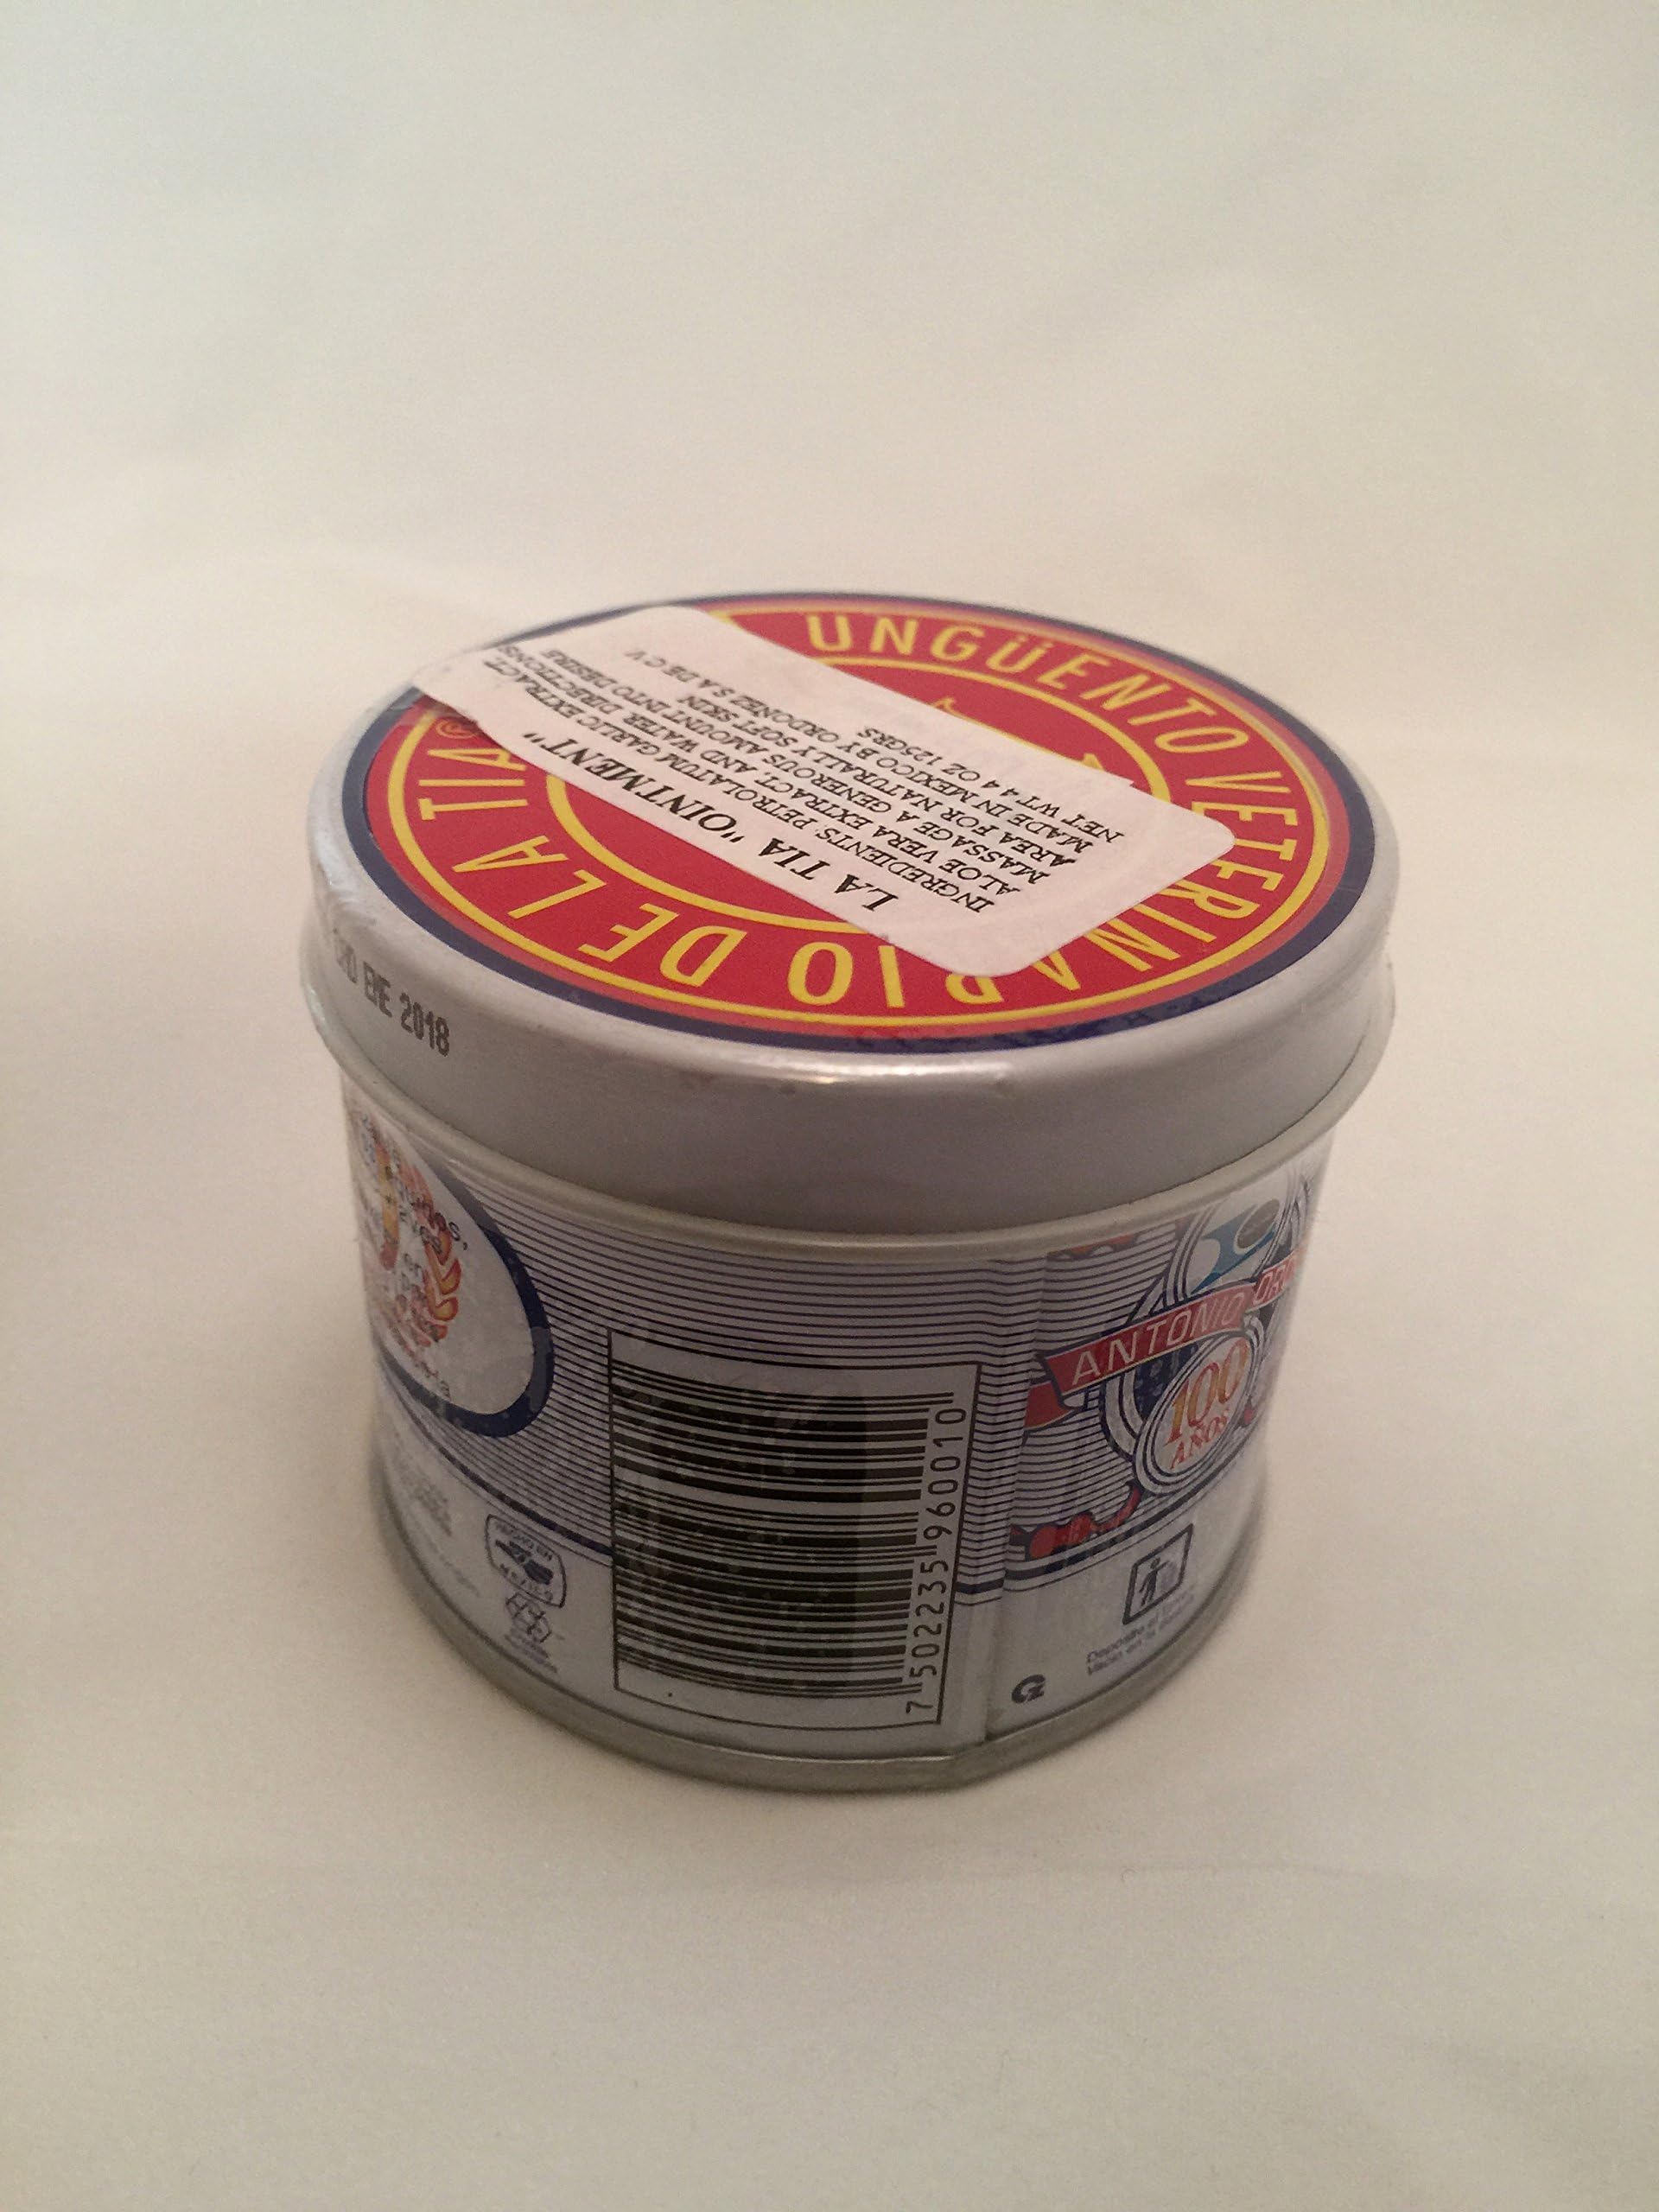 UNGÜENTO VETERINARIO DE LA TIA
LA TIA "OINTMENT"
INGREDIENTS: PETROLATUM GARLIC EXTRACT.
ALOE VERA EXTRACT, AND WATER. DIRECTIONS:
MASSAGE A GENEROUS AMOUNT INTO DESIRE
AREA FOR NATURALLY SOFT SKIN
MADE IN MEXICO BY ORDONEZ S A DE C V
NET WT. 4 4 OZ 125GRS
ENE 2018
en
7 502235 960010
ANTONIO
100
AÑOS